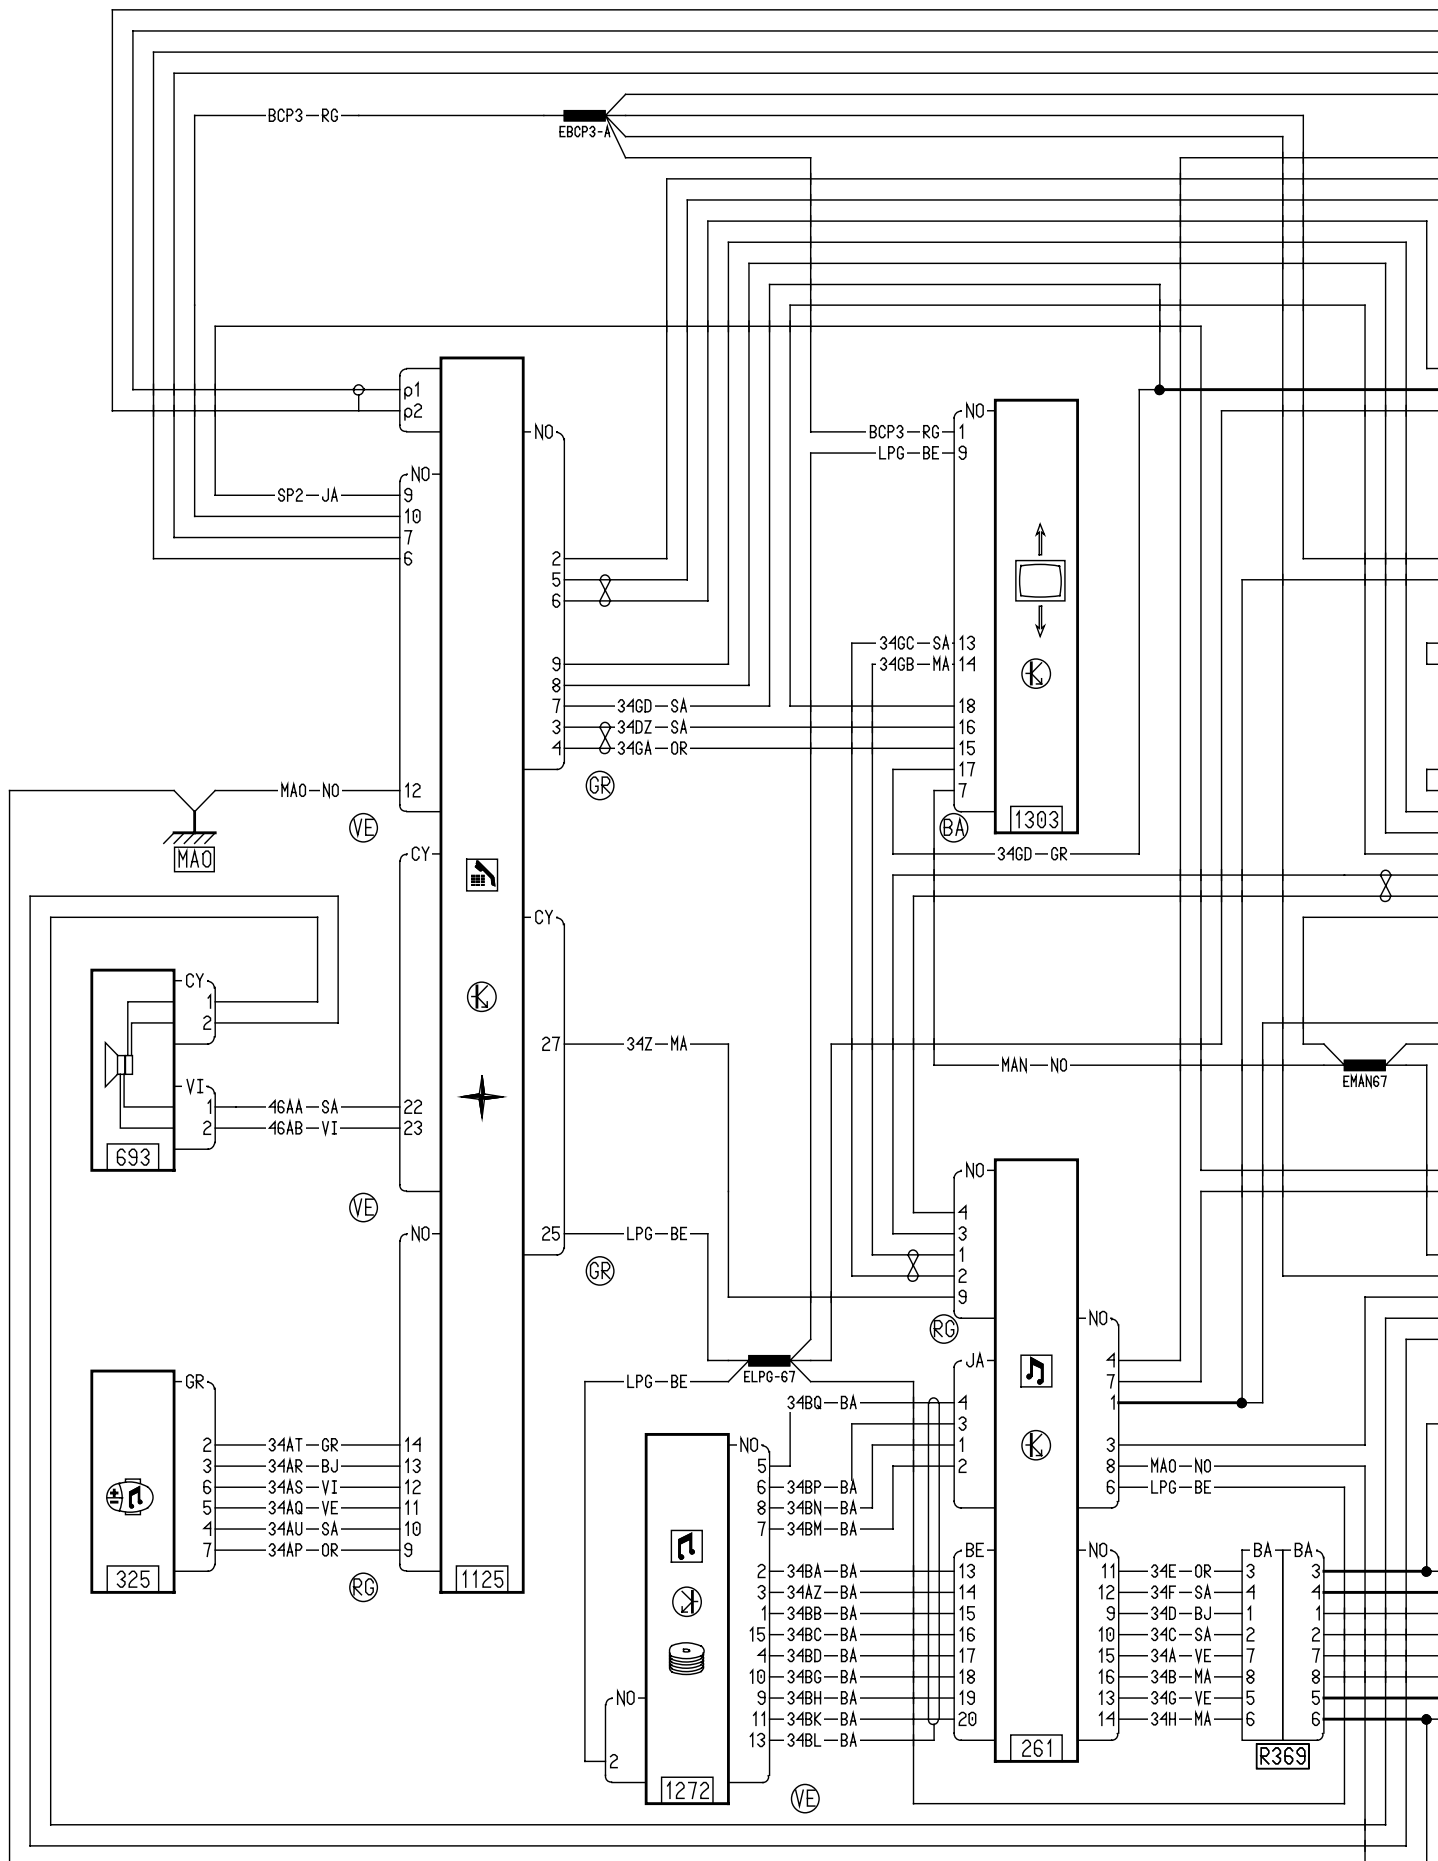 BCP3 RG
EBCP3-A
p1
p2
NO
NO
NO
BCP3 RG 1
LPG BE 9
SP2 JA 9
10
7
6
2
5
6
34GC SA 13
34GB MA 14
9
8
7 34GD SA 18
3 34DZ SA 16
4 34GA OR 15
17
GR
MAO NO 12
7
1303
VE
BA
MAO
CY
34GD GR
CY
CY
1
2
27 34Z MA
MAN NO
EMAN67
VI
1 46AA SA 22
2 46AB VI 23
693
NO
VE
4
NO
25 LPG BE
3
1
GR
2
9
RG
NO
JA
4
ELPG-67
GR
LPG BE
7
34BQ BA 4
1
3
NO
2 34AT GR 14
1
3
3 34AR BJ 13
5
2
8 MAO NO
6 34AS VI 12
6 34BP BA
6 LPG BE
5 34AQ VE 11
8 34BN BA
4 34AU SA 10
7 34BM BA
7 34AP OR 9
BE
NO
BA BA
325
RG
1125
2 34BA BA 13
11 34E OR 3
3
3 34AZ BA 14
12 34F SA 4
4
1 34BB BA 15
9 34D BJ 1
1
15 34BC BA 16
10 34C SA 2
2
4 34BD BA 17
15 34A VE 7
7
10 34BG BA 18
16 34B MA 8
8
NO
9 34BH BA 19
13 34G VE 5
5
11 34BK BA 20
14 34H MA 6
6
13 34BL BA
261
R369
2
1272
VE